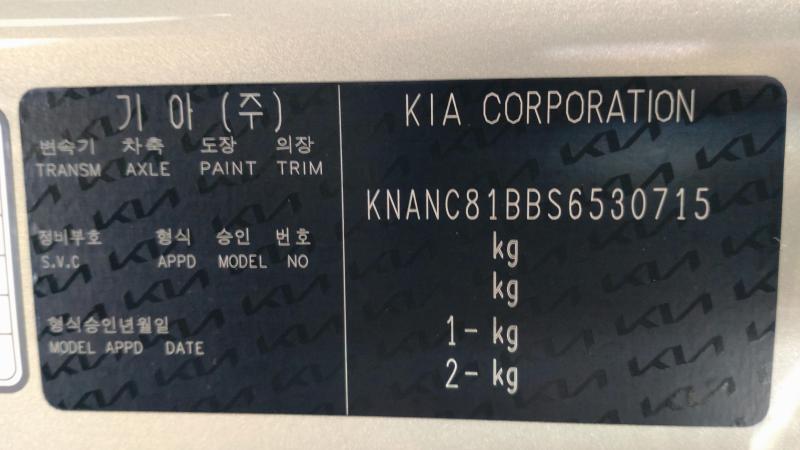 기아(주)
변속기 차축 도장 의장
TRANSM AXLE PAINT TRIM
정비부호 형식 승인 번호
S.V.C APPD MODEL NO
형식승인년월일
MODEL APPD DATE
KIA CORPORATION
KNANC81BBS6530715
kg
kg
1- kg
2- kg